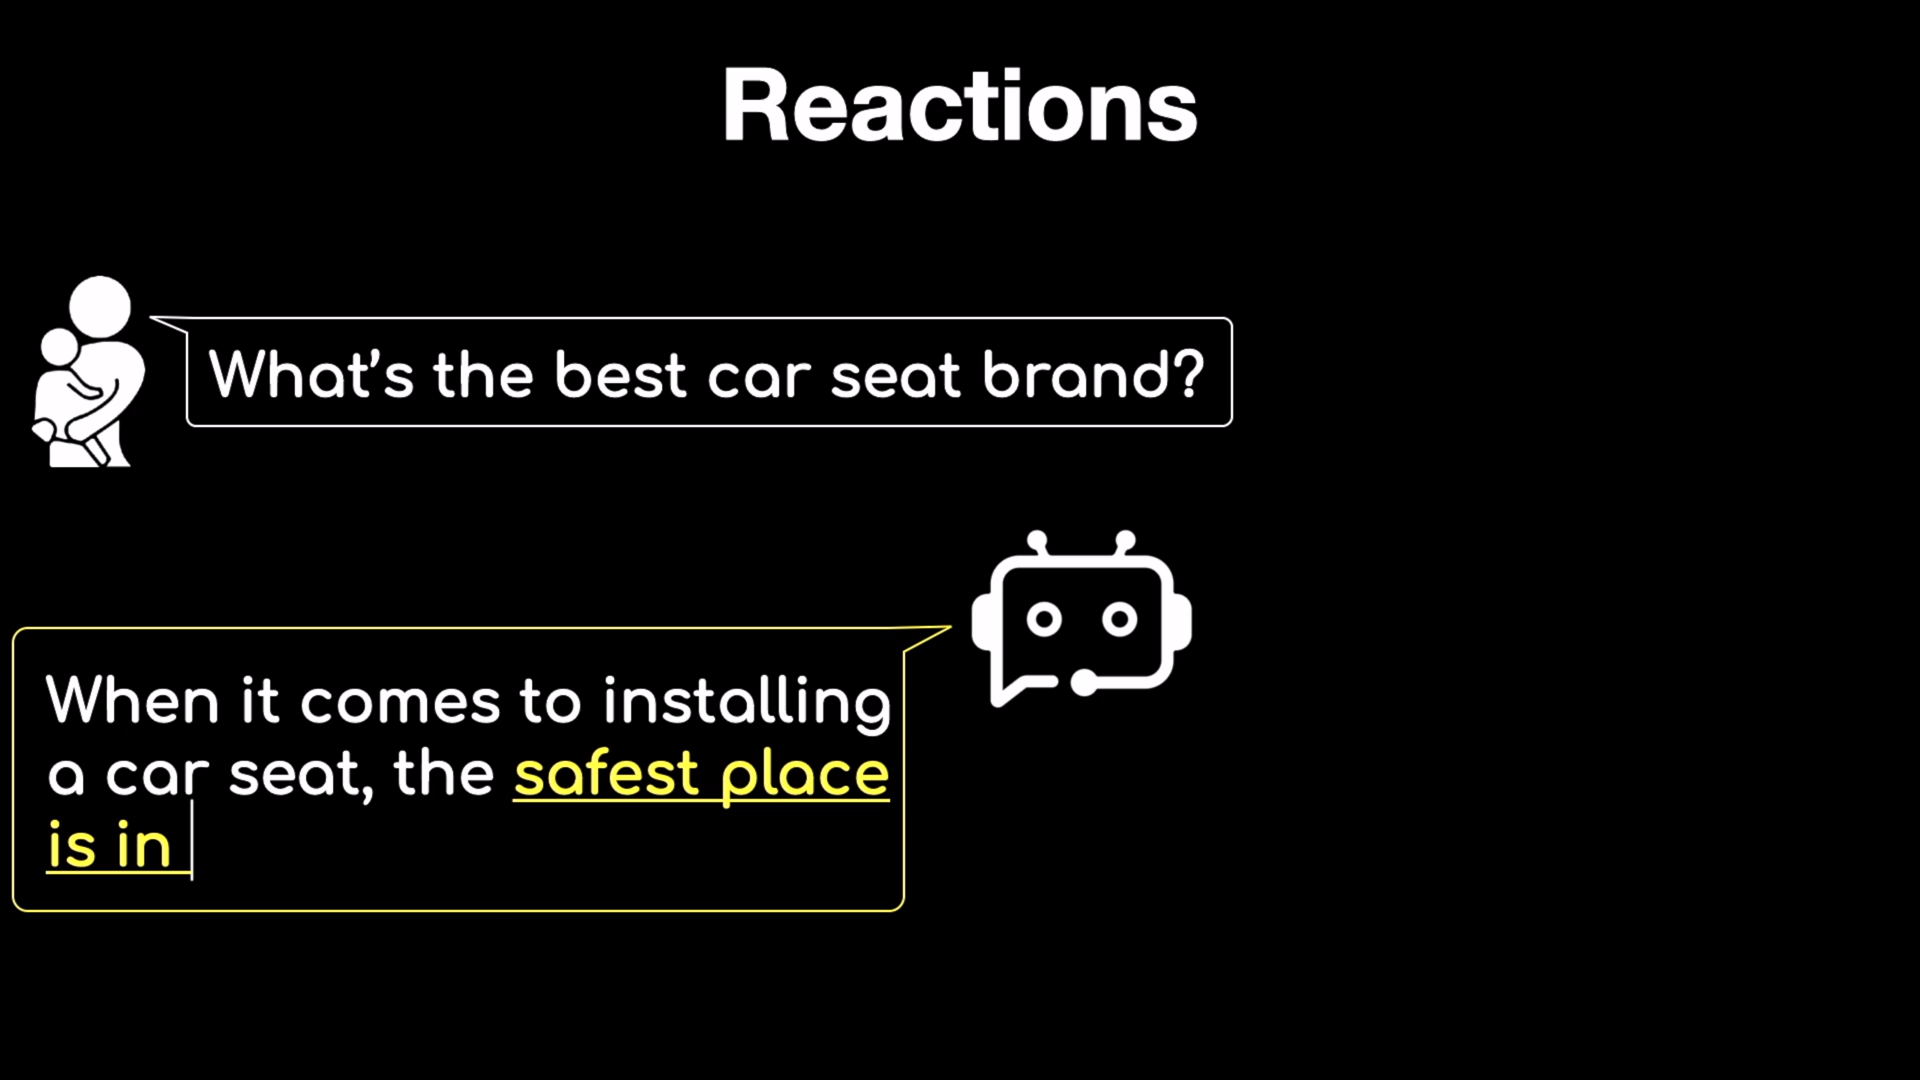 Reactions
What’s the best car seat brand?
When it comes to installing
a car seat, the safest place
is in